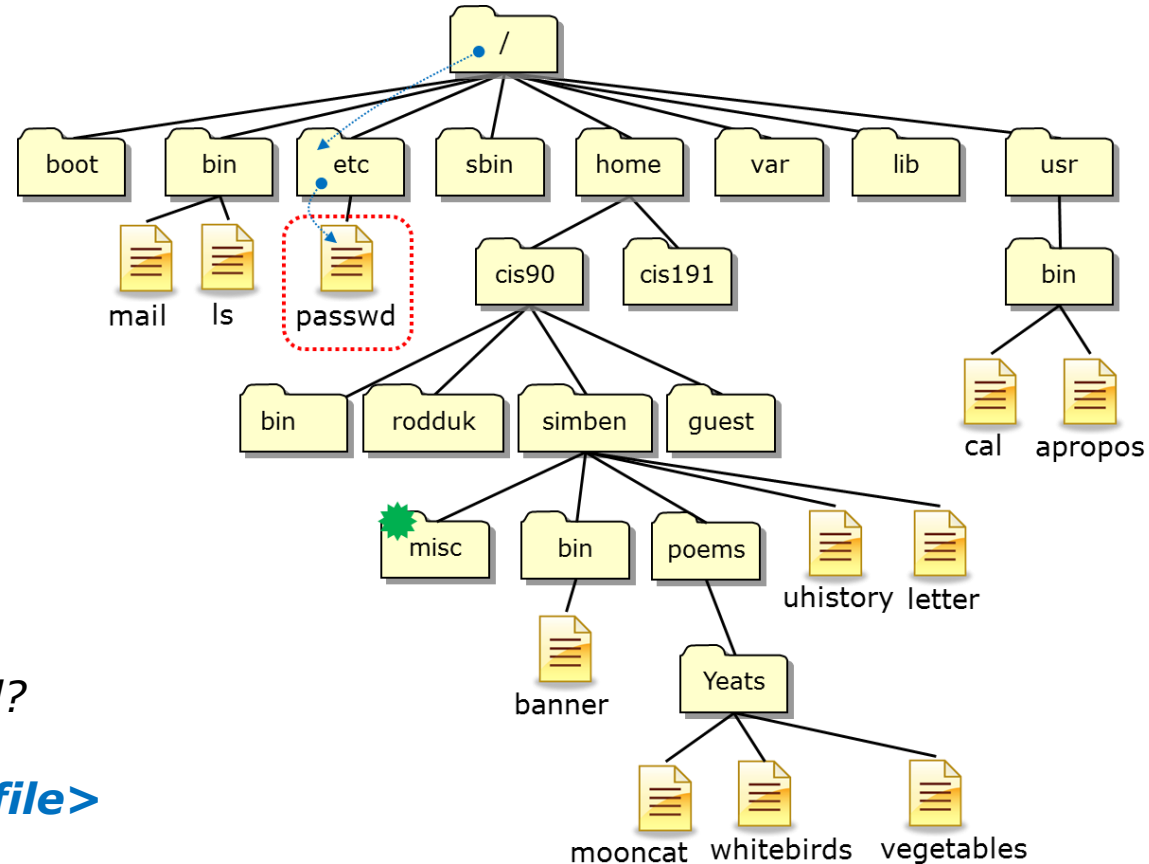 /
boot bin etc sbin home var lib usr
mail ls passwd cis90 cis191 bin
cal apropos
bin rodduk simben guest
misc bin poems
uhistory letter
banner
Yeats
mooncat whitebirds vegetables
?
file>